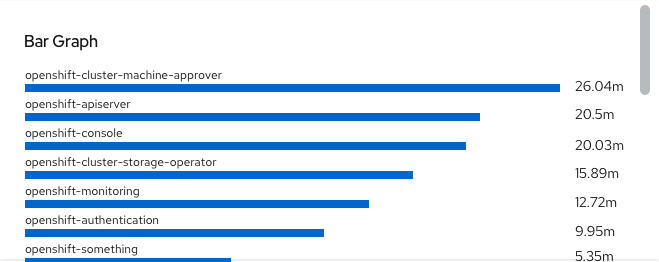 Bar Graph
openshift-cluster-machine-approver
26.04m
openshift-apiserver
20.5m
openshift-console
20.03m
openshift-cluster-storage-operator
15.89m
openshift-monitoring
12.72m
openshift-authentication
9.95m
openshift-something
5.35m